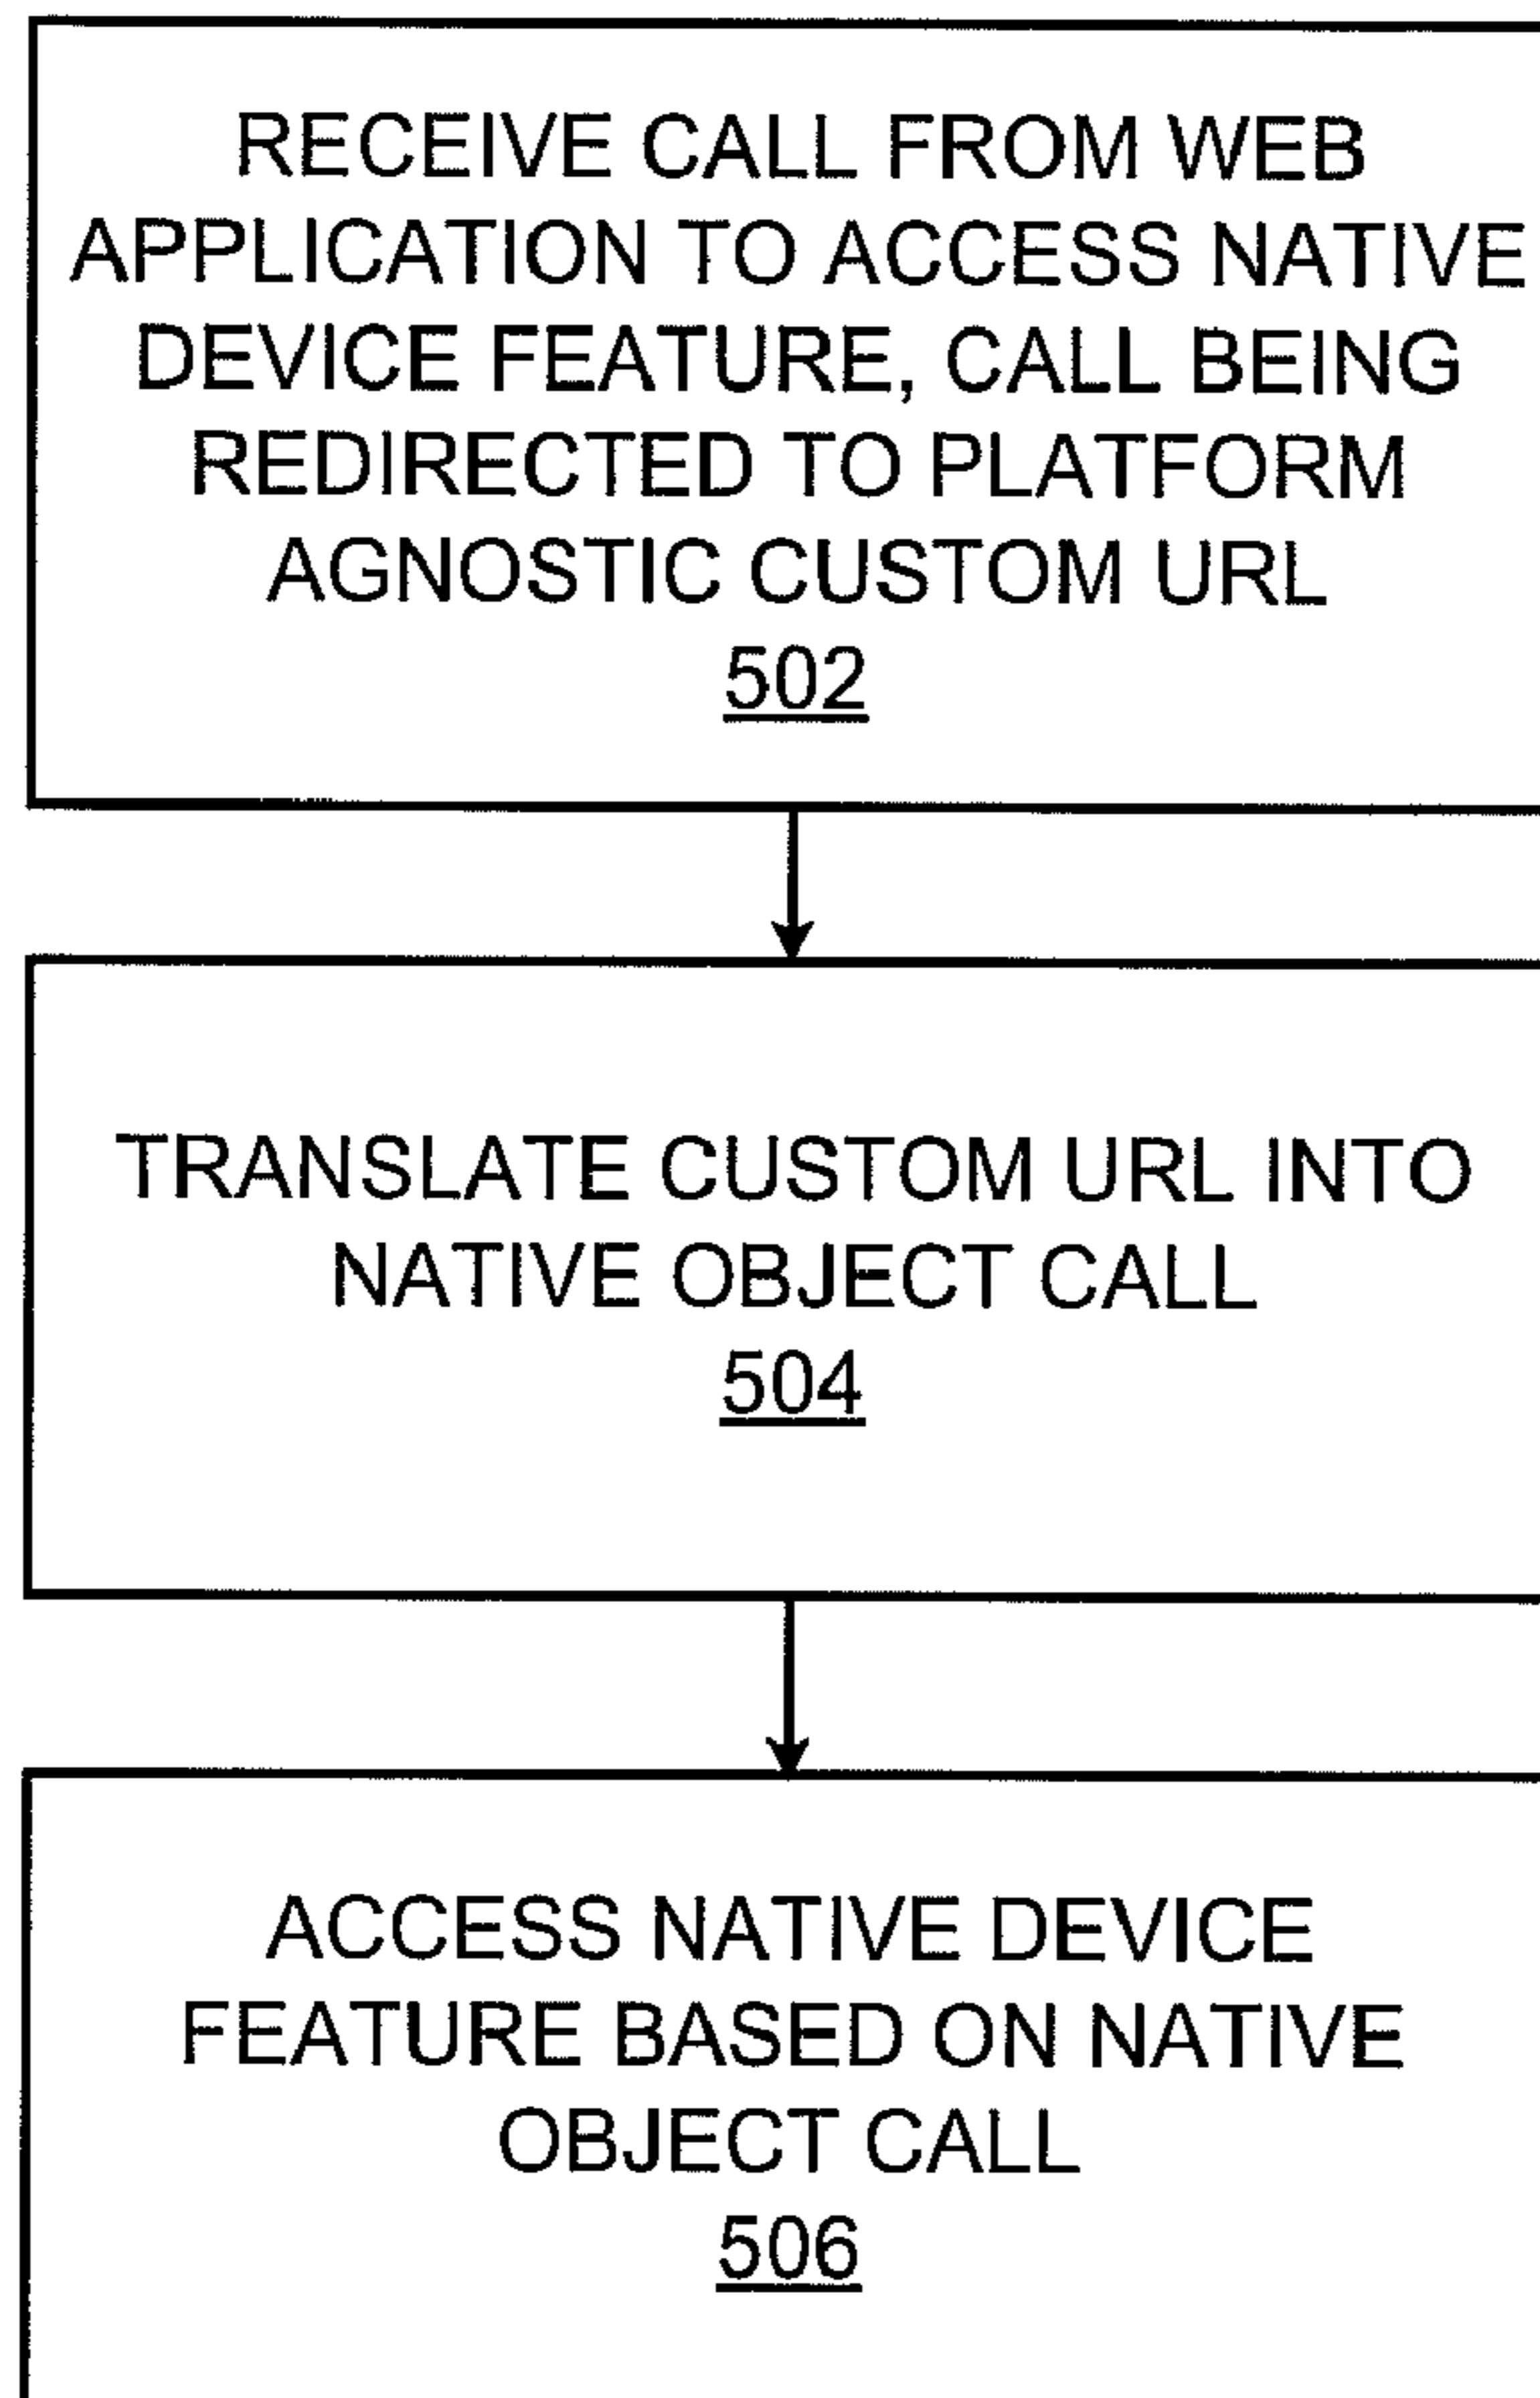 RECEIVE CALL FROM WEB
APPLICATION TO ACCESS NATIVE
DEVICE FEATURE, CALL BEING
REDIRECTED TO PLATFORM
AGNOSTIC CUSTOM URL
502
TRANSLATE CUSTOM URL INTO
NATIVE OBJECT CALL
504
ACCESS NATIVE DEVICE
FEATURE BASED ON NATIVE
OBJECT CALL
506